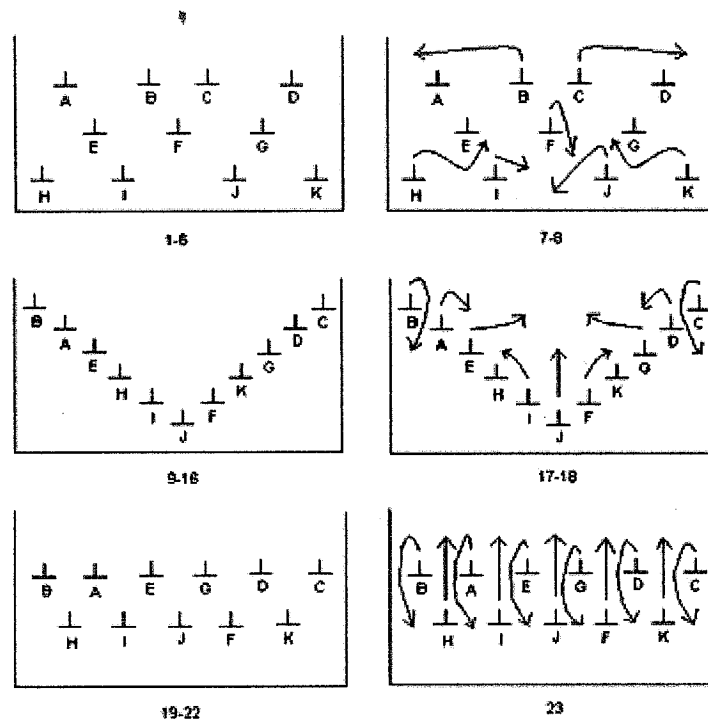 A B C D
E F G
H I J K
1-6
A B C D
E F G
H I J K
7-8
B C
A D
E G
H K
I F
J
9-16
B C
A D
E G
H K
I F
J
17-18
B A E G D C
H I J F K
19-22
B A E G D C
H I J F K
23